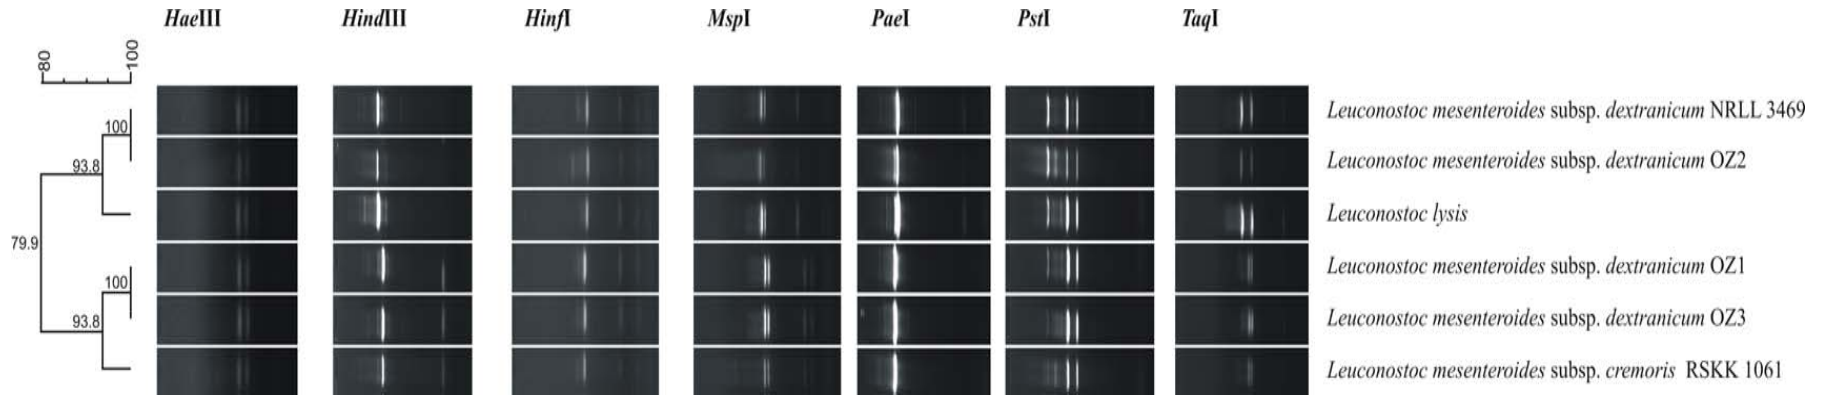 HaeIII HindIII HinfI MspI PaeI PstI TaqI
80 100
100 Leuconostoc mesenteroides subsp. dextranicum NRLL 3469
93.8 Leuconostoc mesenteroides subsp. dextranicum OZ2
Leuconostoc lysis
79.9
100 Leuconostoc mesenteroides subsp. dextranicum OZ1
93.8 Leuconostoc mesenteroides subsp. dextranicum OZ3
Leuconostoc mesenteroides subsp. cremoris RSKK 1061